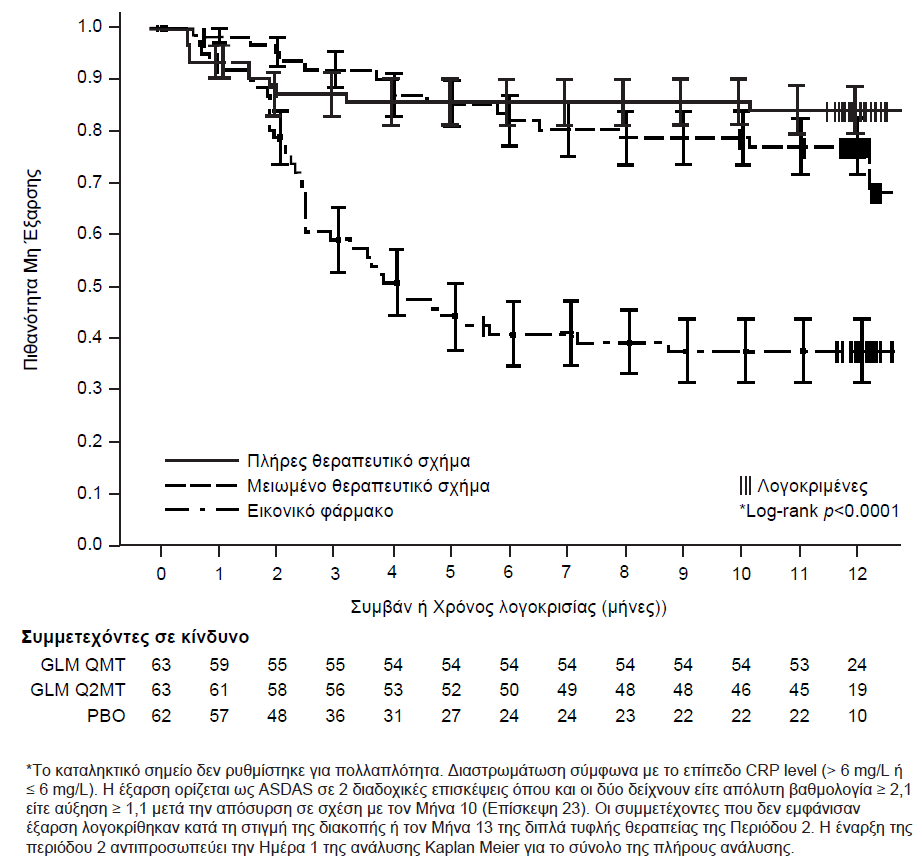 1.0
0.9
0.8
0.7
0.6
0.5
0.4
0.3
0.2
0.1
0.0
Πιθανότητα Μη Έξαρσης
Πλήρες θεραπευτικό σχήμα
Μειωμένο θεραπευτικό σχήμα
Εικονικό φάρμακο
Λογοκριμένες
*Log-rank p<0.0001
0 1 2 3 4 5 6 7 8 9 10 11 12
Συμβάν ή Χρόνος λογοκρισίας (μήνες))
Συμμετεχόντες σε κίνδυνο
GLM QMT 63 59 55 55 54 54 54 54 54 54 54 53 24
GLM Q2MT 63 61 58 56 53 52 50 49 48 48 46 45 19
PBO 62 57 48 36 31 27 24 24 23 22 22 22 10
*Το καταληκτικό σημείο δεν ρυθμίστηκε για πολλαπλότητα. Διαστρωμάτωση σύμφωνα με το επίπεδο CRP level (> 6 mg/L ή
≤ 6 mg/L). Η έξαρση ορίζεται ως ASDAS σε 2 διαδοχικές επισκέψεις όπου και οι δύο δείχνουν είτε απόλυτη βαθμολογία ≥ 2,1
είτε αύξηση ≥ 1,1 μετά την απόσυρση σε σχέση με τον Μήνα 10 (Επίσκεψη 23). Οι συμμετέχοντες που δεν εμφάνισαν
έξαρση λογοκρίθηκαν κατά τη στιγμή της διακοπής ή τον Μήνα 13 της διπλά τυφλής θεραπείας της Περιόδου 2. Η έναρξη της
περιόδου 2 αντιπροσωπεύει την Ημέρα 1 της ανάλυσης Kaplan Meier για το σύνολο της πλήρους ανάλυσης.